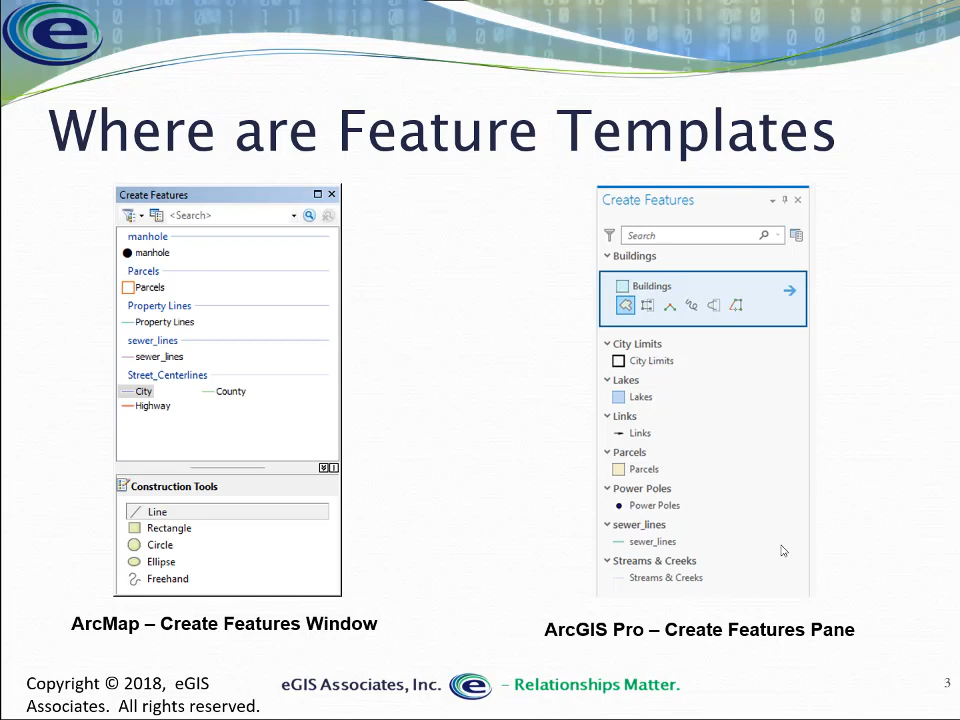 Where are Feature Templates
Create Features
<Search>
manhole
manhole
Parcels
Parcels
Property Lines
Property Lines
sewer_lines
sewer_lines
Street_Centerlines
City County
Highway
Construction Tools
Line
Rectangle
Circle
Ellipse
Freehand
ArcMap – Create Features Window
Create Features
Search
Buildings
Buildings
City Limits
City Limits
Lakes
Lakes
Links
Links
Parcels
Parcels
Power Poles
Power Poles
sewer_lines
sewer_lines
Streams & Creeks
Streams & Creeks
ArcGIS Pro – Create Features Pane
Copyright © 2018, eGIS
Associates. All rights reserved.
eGIS Associates, Inc. e – Relationships Matter.
3